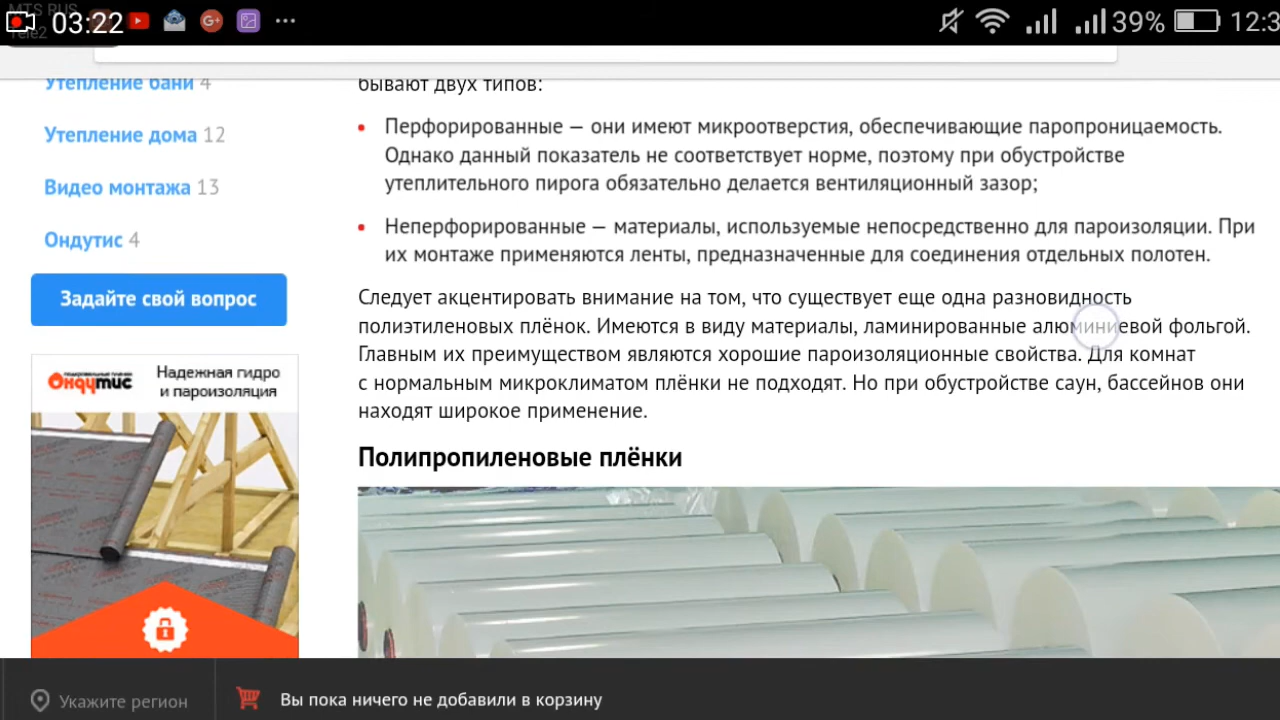 MTS RUS
Tele2
03:22
39%
12:3
Утепление бани 4
Утепление дома 12
Видео монтажа 13
Ондутис 4
Задайте свой вопрос
Ондутис
Надежная гидро
и пароизоляция
бывают двух типов:
• Перфорированные — они имеют микроотверстия, обеспечивающие паропроницаемость.
Однако данный показатель не соответствует норме, поэтому при обустройстве
утеплительного пирога обязательно делается вентиляционный зазор;
• Неперфорированные — материалы, используемые непосредственно для пароизоляции. При
их монтаже применяются ленты, предназначенные для соединения отдельных полотен.
Следует акцентировать внимание на том, что существует еще одна разновидность
полиэтиленовых плёнок. Имеются в виду материалы, ламинированные алюминиевой фольгой.
Главным их преимуществом являются хорошие пароизоляционные свойства. Для комнат
с нормальным микроклиматом плёнки не подходят. Но при обустройстве саун, бассейнов они
находят широкое применение.
Полипропиленовые плёнки
Укажите регион
Вы пока ничего не добавили в корзину